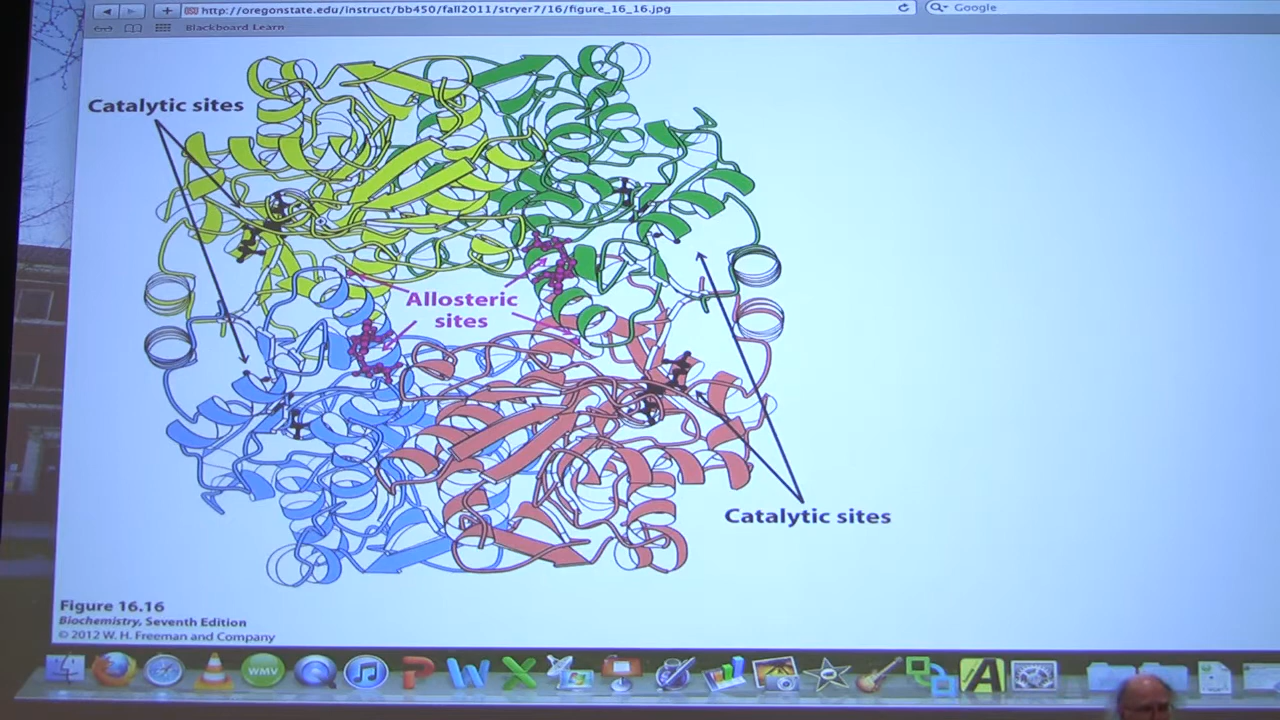 http://oregonstate.edu/instruct/bb450/fall2011/stryer7/16/figure_16_16.jpg
Google
Blackboard Learn
Catalytic sites
Allosteric
sites
Catalytic sites
Figure 16.16
Biochemistry, Seventh Edition
© 2012 W. H. Freeman and Company
WMV